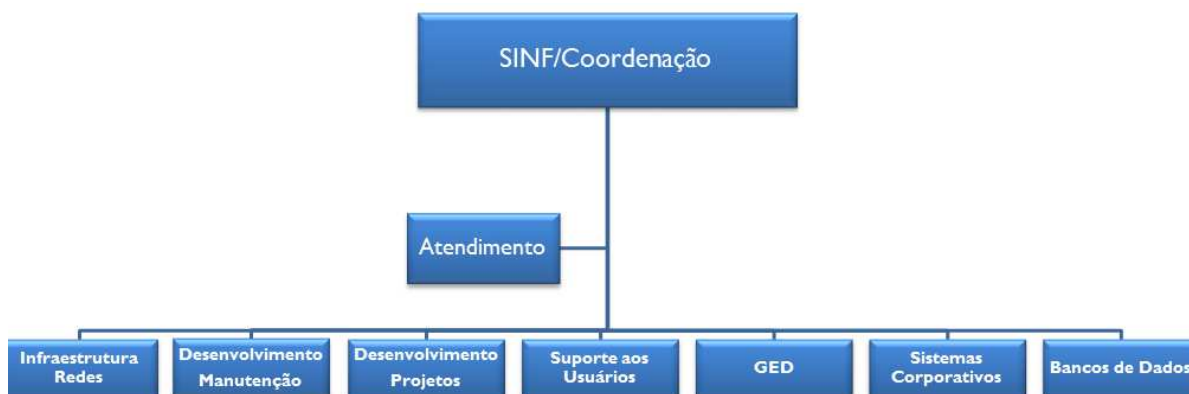 SINF/Coordenação
Atendimento
Infraestrutura
Redes
Desenvolvimento
Manutenção
Desenvolvimento
Projetos
Suporte aos
Usuários
GED
Sistemas
Corporativos
Bancos de Dados